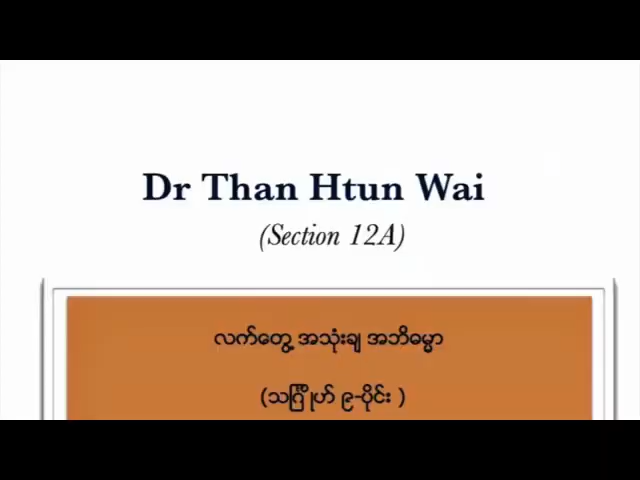 Dr Than Htun Wai
(Section 12A)
လက်တွေ့ အသုံးချ အဘိဓမ္မာ
(သင်္ဂြိုဟ် ၉-ပိုင်း )